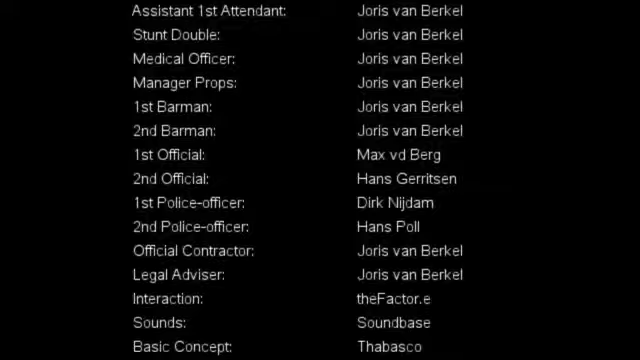 Assistant 1st Attendant: Joris van Berkel
Stunt Double: Joris van Berkel
Medical Officer: Joris van Berkel
Manager Props: Joris van Berkel
1st Barman: Joris van Berkel
2nd Barman: Joris van Berkel
1st Official: Max vd Berg
2nd Official: Hans Gerritsen
1st Police-officer: Dirk Nijdam
2nd Police-officer: Hans Poll
Official Contractor: Joris van Berkel
Legal Adviser: Joris van Berkel
Interaction: theFactor.e
Sounds: Soundbase
Basic Concept: Thabasco